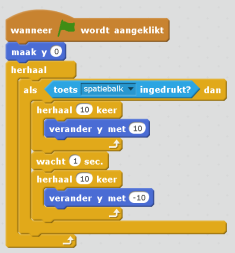 wanneer wordt aangeklikt
maak y 0
herhaal
als toets spatiebalk ingedrukt? dan
herhaal 10 keer
verander y met 10
wacht 1 sec.
herhaal 10 keer
verander y met -10